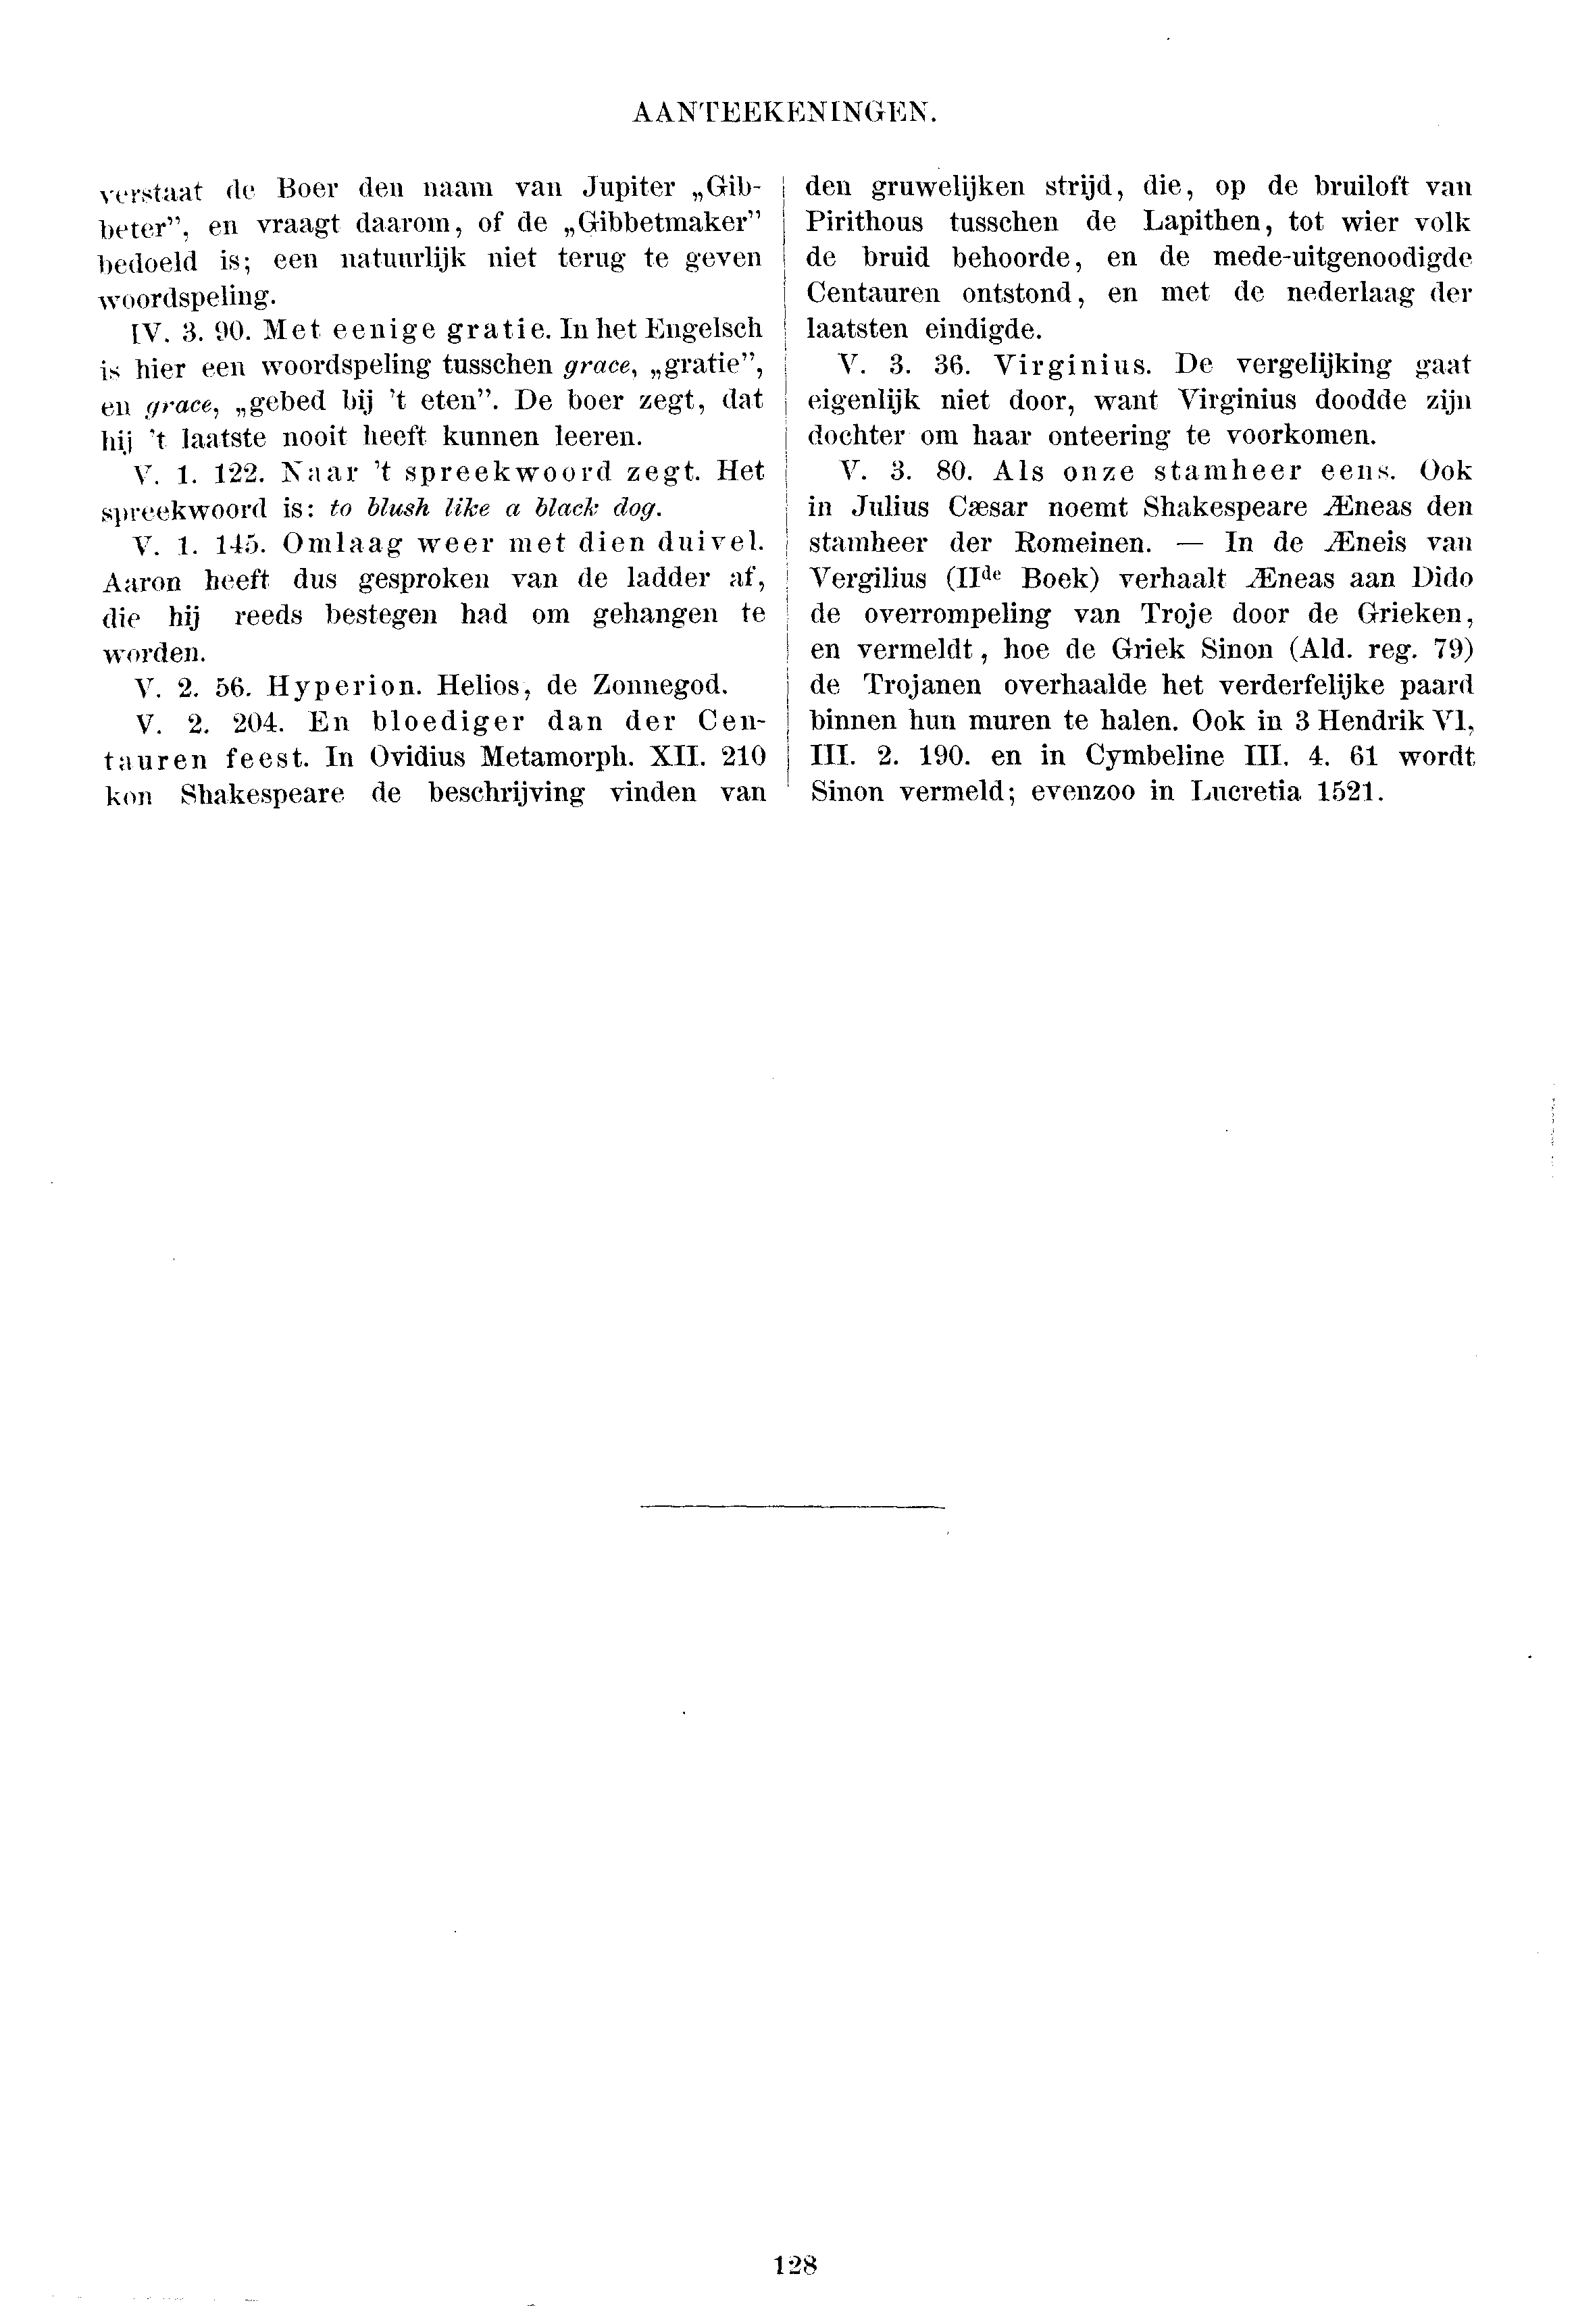 AANTEEKENINGEN.
verstaat de Boer den naam van Jupiter „Gib-
beter”, en vraagt daarom, of de „Gibbetmaker”
bedoeld is; een natuurlijk niet terug te geven
woordspeling.
IV. 3. 90. Met eenige gratie. In het Engelsch
is hier een woordspeling tusschen grace, „gratie”,
en grace, „gebed bij 't eten”. De boer zegt, dat
hij 't laatste nooit heeft kunnen leeren.
V. 1. 122. Naar 't spreekwoord zegt. Het
spreekwoord is: to blush like a black dog.
V. 1. 145. Omlaag weer met dien duivel.
Aaron heeft dus gesproken van de ladder af,
die hij reeds bestegen had om gehangen te
worden.
V. 2. 56. Hyperion. Helios, de Zonnegod.
V. 2. 204. En bloediger dan der Cen-
tauren feest. In Ovidius Metamorph. XII. 210
kon Shakespeare de beschrijving vinden van
den gruwelijken strijd, die, op de bruiloft van
Pirithous tusschen de Lapithen, tot wier volk
de bruid behoorde, en de mede-uitgenoodigde
Centauren ontstond, en met de nederlaag der
laatsten eindigde.
V. 3. 36. Virginius. De vergelijking gaat
eigenlijk niet door, want Virginius doodde zijn
dochter om haar onteering te voorkomen.
V. 3. 80. Als onze stamheer eens. Ook
in Julius Cæsar noemt Shakespeare Æneas den
stamheer der Romeinen. — In de Æneis van
Vergilius (IIde Boek) verhaalt Æneas aan Dido
de overrompeling van Troje door de Grieken,
en vermeldt, hoe de Griek Sinon (Ald. reg. 79)
de Trojanen overhaalde het verderfelijke paard
binnen hun muren te halen. Ook in 3 Hendrik VI,
III. 2. 190. en in Cymbeline III. 4. 61 wordt
Sinon vermeld; evenzoo in Lucretia 1521.
128